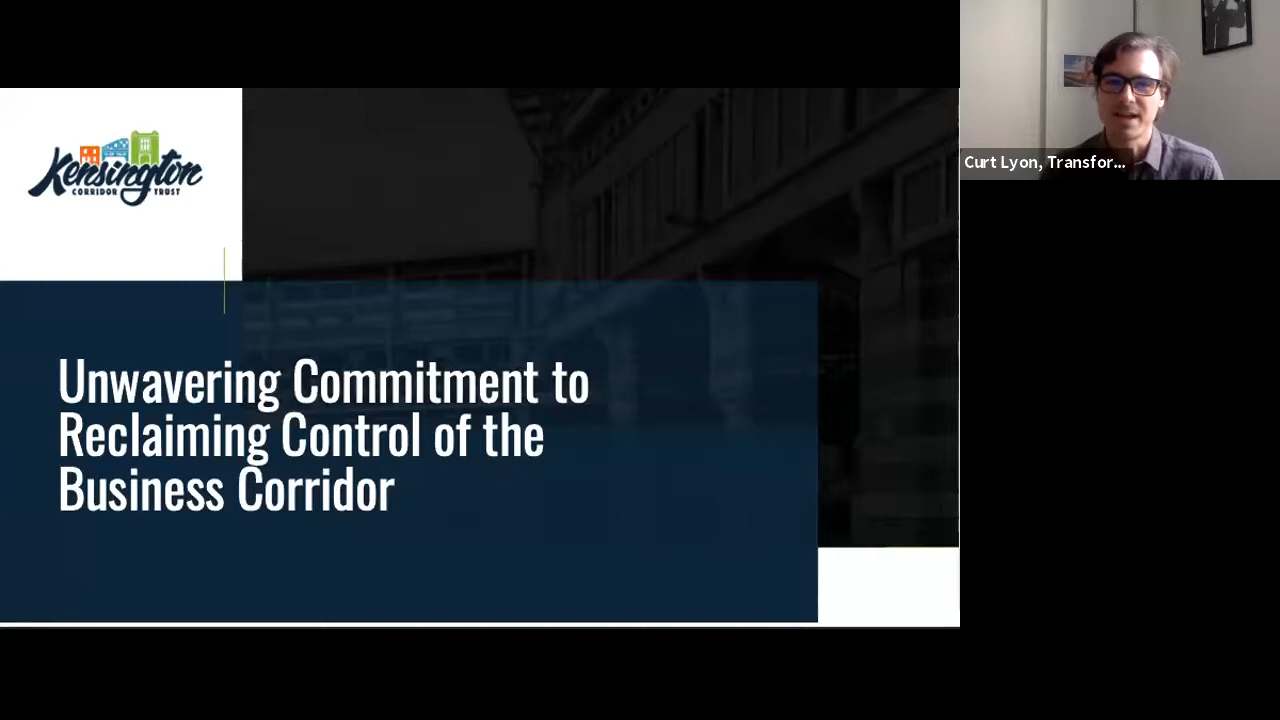 Kensington
CORRIDOR TRUST
Curt Lyon, Transfor...
Unwavering Commitment to
Reclaiming Control of the
Business Corridor